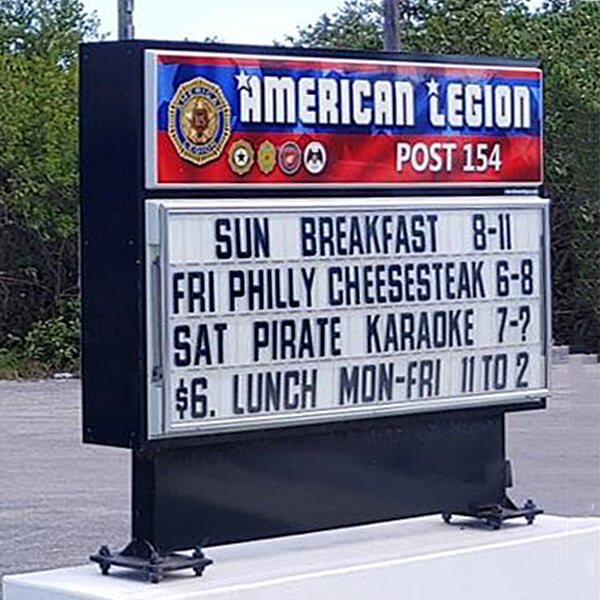 AMERICAN LEGION
POST 154
SUN BREAKFAST 8-11
FRI PHILLY CHEESESTEAK 6-8
SAT PIRATE KARAOKE 7-?
$6. LUNCH MON-FRI 11 TO 2